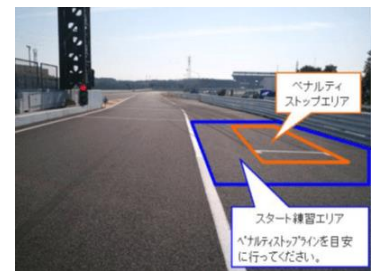 ペナルティ
ストップエリア
スタート練習エリア
ペナルティストップラインを目安
に行ってください。